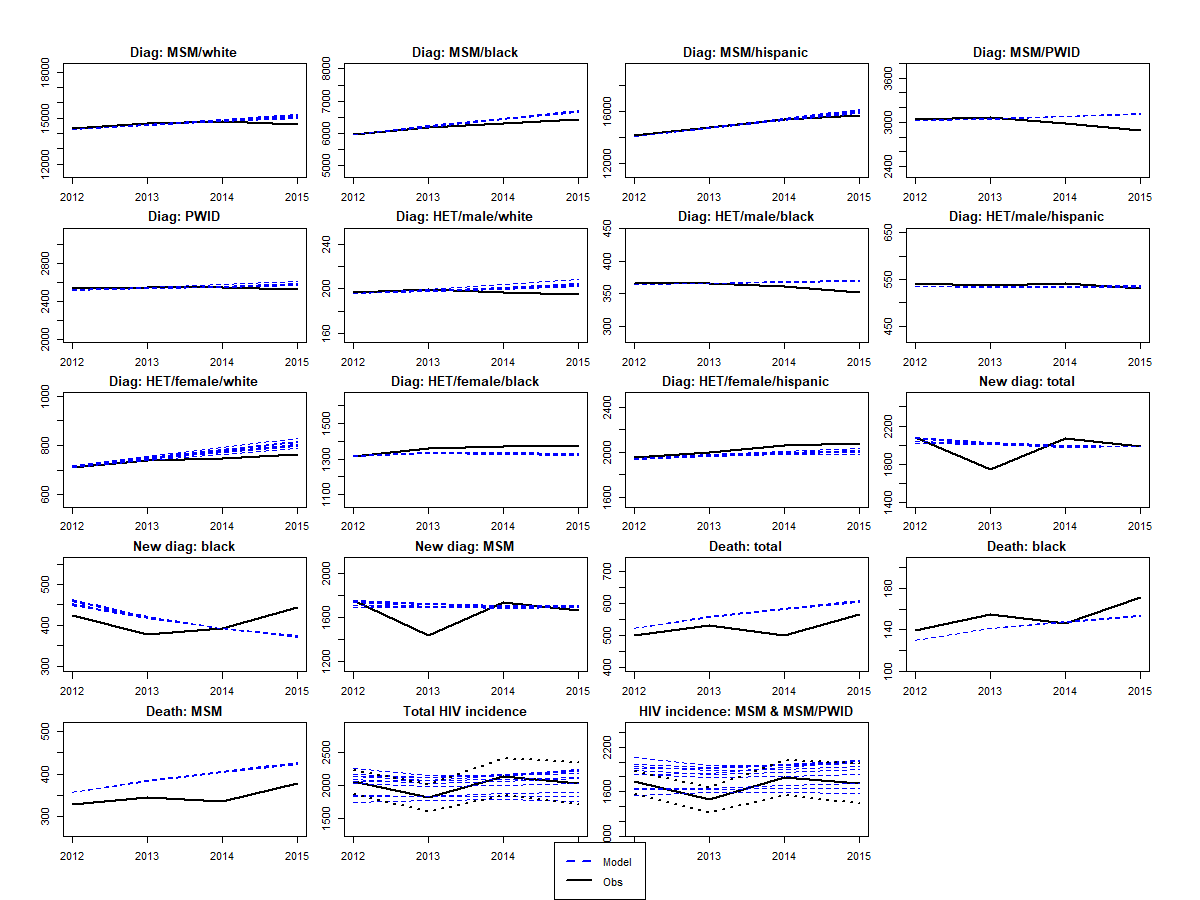 Diag: MSM/white
18000
15000
12000
2012 2013 2014 2015
Diag: MSM/black
8000
7000
6000
5000
2012 2013 2014 2015
Diag: MSM/hispanic
16000
12000
2012 2013 2014 2015
Diag: MSM/PWID
3800
3000
2400
2012 2013 2014 2015
Diag: PWID
2800
2400
2000
2012 2013 2014 2015
Diag: HET/male/white
240
200
160
2012 2013 2014 2015
Diag: HET/male/black
450
400
350
300
2012 2013 2014 2015
Diag: HET/male/hispanic
650
550
450
2012 2013 2014 2015
Diag: HET/female/white
1000
800
600
2012 2013 2014 2015
Diag: HET/female/black
1500
1300
1100
2012 2013 2014 2015
Diag: HET/female/hispanic
2400
2000
1600
2012 2013 2014 2015
New diag: total
2200
1800
1400
2012 2013 2014 2015
New diag: black
500
400
300
2012 2013 2014 2015
New diag: MSM
2000
1600
1200
2012 2013 2014 2015
Death: total
700
600
500
400
2012 2013 2014 2015
Death: black
180
140
100
2012 2013 2014 2015
Death: MSM
500
400
300
2012 2013 2014 2015
Total HIV incidence
2500
2000
1500
2012 2013 2014
HIV incidence: MSM & MSM/PWID
2200
1600
000
2013 2014 2015
Model
Obs